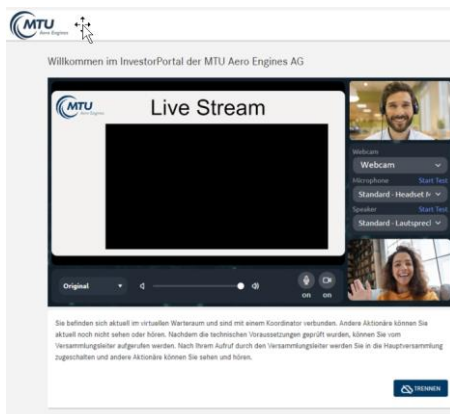 MTU
Aero Engines
Willkommen im InvestorPortal der MTU Aero Engines AG
MTU
Aero Engines
Live Stream
Webcam
Webcam
Microphone Start Test
Standard - Headset M
Speaker Start Test
Standard - Lautsprecl
Original
on on
Sie befinden sich aktuell im virtuellen Warteraum und sind mit einem Koordinator verbunden. Andere Aktionäre können Sie
aktuell noch nicht sehen oder hören. Nachdem die technischen Voraussetzungen geprüft wurden, können Sie vom
Versammlungsleiter aufgerufen werden. Nach Ihrem Aufruf durch den Versammlungsleiter werden Sie in die Hauptversammlung
zugeschalten und andere Aktionäre können Sie sehen und hören.
TRENNEN